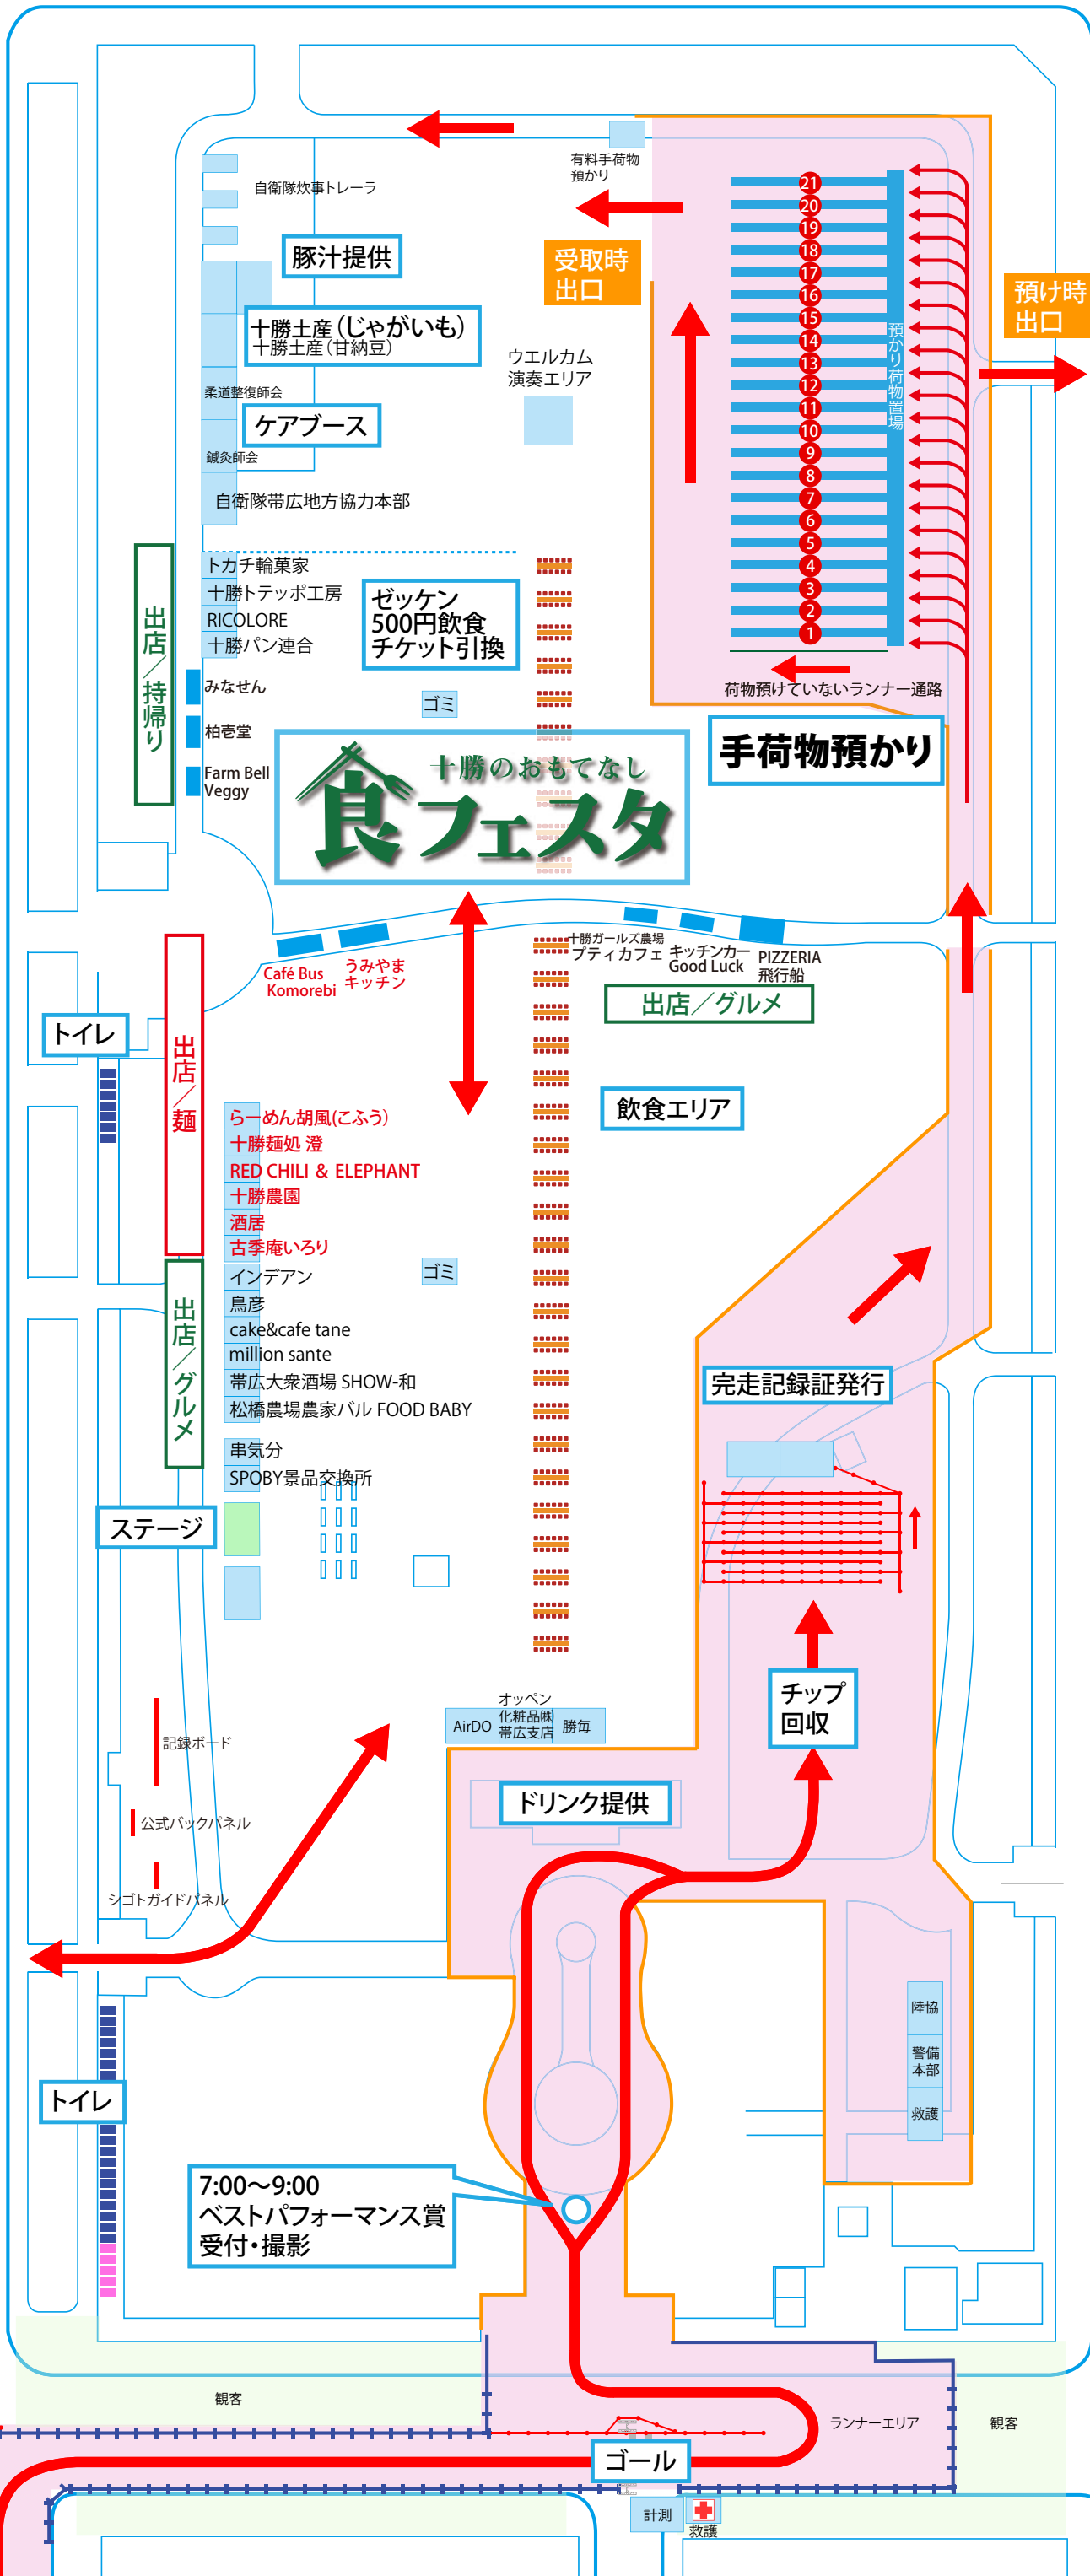 有料手荷物
預かり
自衛隊炊事トレーラ
豚汁提供
受取時
出口
預け時
出口
21
20
19
18
17
16
15
14
13
12
11
10
9
8
7
6
5
4
3
2
1
預かり荷物置場
十勝土産（じゃがいも）
十勝土産（甘納豆）
ウエルカム
演奏エリア
柔道整復師会
ケアブース
鍼灸師会
自衛隊帯広地方協力本部
出店／持帰り
トカチ輪菓家
十勝トテッポ工房
RICOLORE
十勝パン連合
みなせん
柏壱堂
Farm Bell
Veggy
ゼッケン
500円飲食
チケット引換
ゴミ
荷物預けていないランナー通路
手荷物預かり
十勝のおもてなし
食フェスタ
Café Bus
Komorebi
うみやま
キッチン
十勝ガールズ農場
プティカフェ
キッチンカー
Good Luck
PIZZERIA
飛行船
出店／グルメ
トイレ
出店／麺
飲食エリア
らーめん胡風(こふう)
十勝麺処 澄
RED CHILI & ELEPHANT
十勝農園
酒居
古季庵いろり
出店／グルメ
インデアン
鳥彦
cake&cafe tane
million sante
帯広大衆酒場 SHOW-和
松橋農場農家バル FOOD BABY
串気分
SPOBY景品交換所
ゴミ
完走記録証発行
ステージ
チップ
回収
AirDO
オッペン
化粧品㈱
帯広支店
勝毎
記録ボード
公式バックパネル
シゴトガイドパネル
ドリンク提供
陸協
警備
本部
救護
トイレ
7:00～9:00
ベストパフォーマンス賞
受付・撮影
観客
ランナーエリア
観客
ゴール
計測
救護